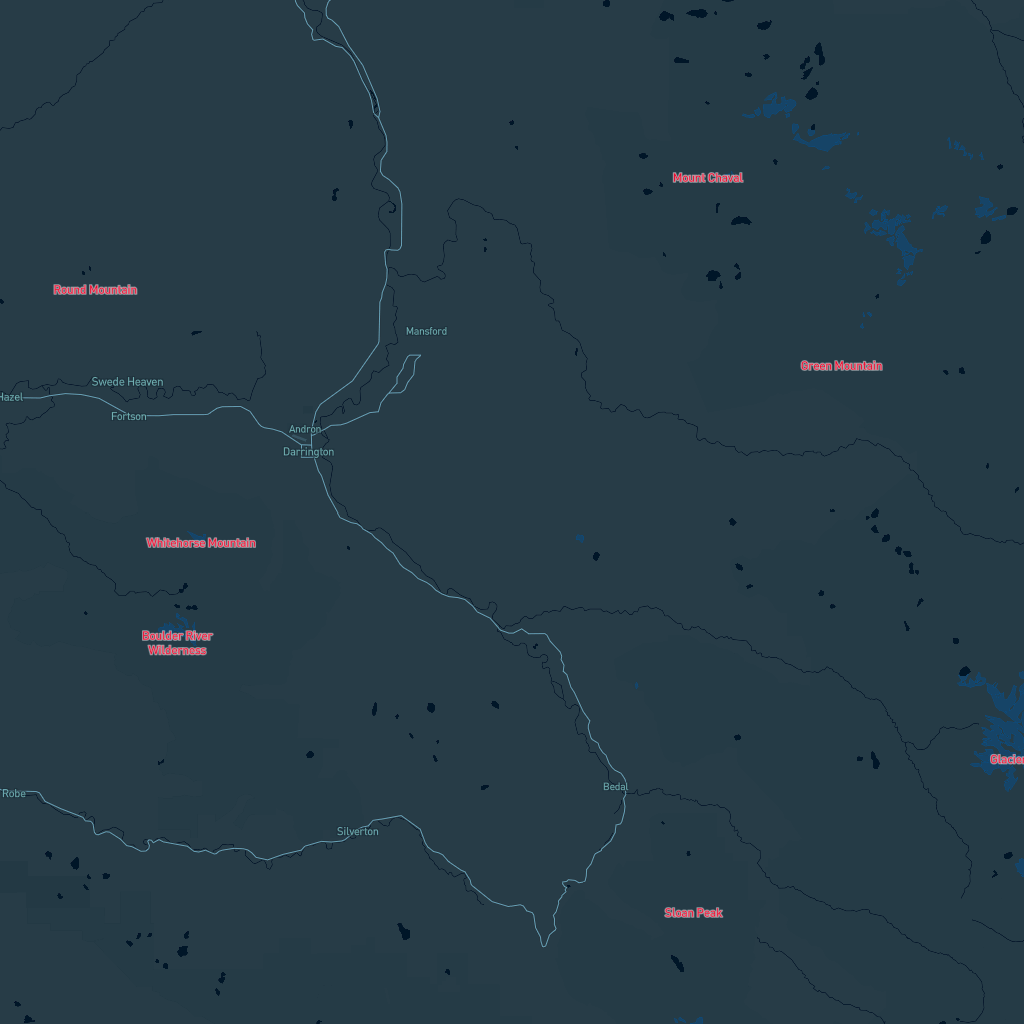 Mount Chaval
Round Mountain
Mansford
Green Mountain
Swede Heaven
Hazel
Fortson
Andron
Darrington
Whitehorse Mountain
Boulder River
Wilderness
Glacier
Bedal
Robe
Silverton
Sloan Peak